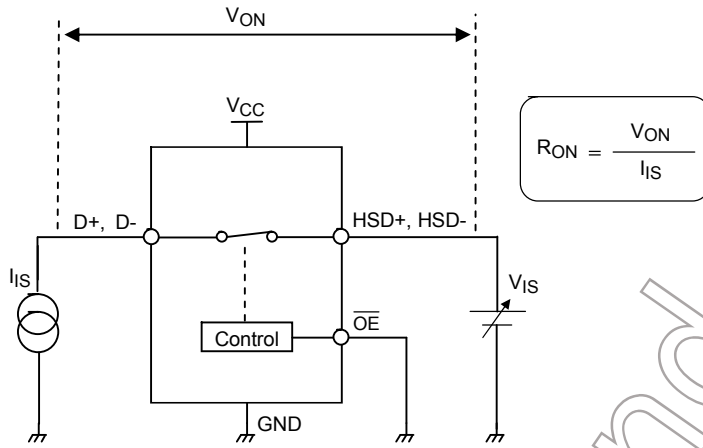 VON
VCC
RON = VON / IIS
D+, D-
HSD+, HSD-
IIS
VIS
OE
Control
GND